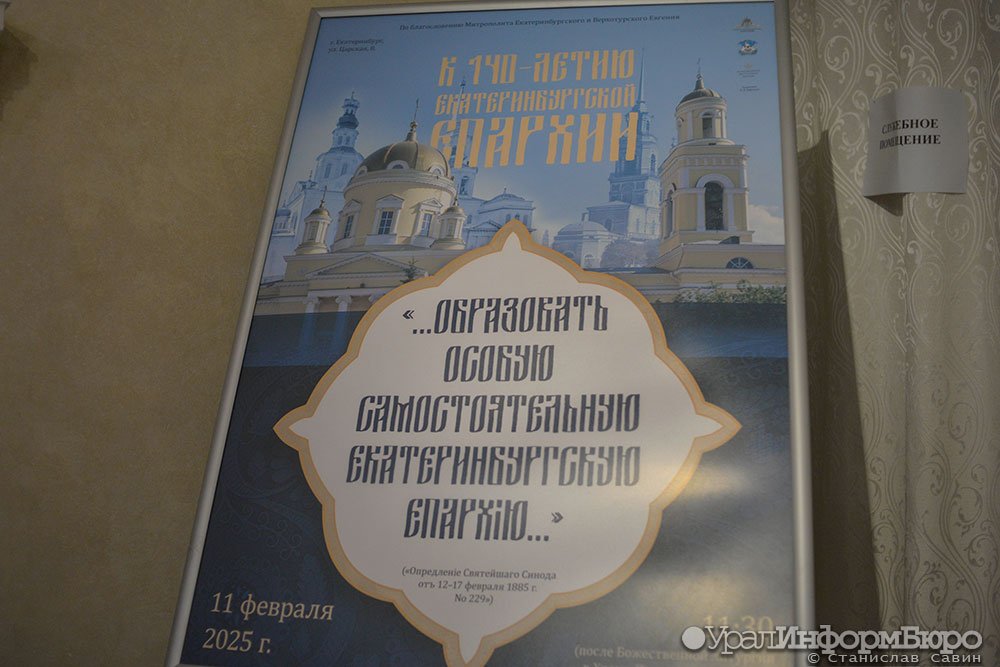 По благословению Митрополита Екатеринбургского и Верхотурского Евгения
г. Екатеринбург,
ул. Царская, 8.
К 140-ЛЕТИЮ
ЕКАТЕРИНБУРГСКОЙ
ЕПАРХИИ
СЛУЖЕБНОЕ
ПОМЕЩЕНИЕ
«...ОБРАЗОВАТЬ
ОСОБУЮ
САМОСТОЯТЕЛЬНУЮ
ЕКАТЕРИНБУРГСКУЮ
ЕПАРХІЮ...»
(«Опредленіе Святейшаго Синода
отъ 12-17 февраля 1885 г.
No 229»)
11 февраля
2025 г.
11:30
(после Божественной Литургии
УралИнформБюро
© Станислав Савин